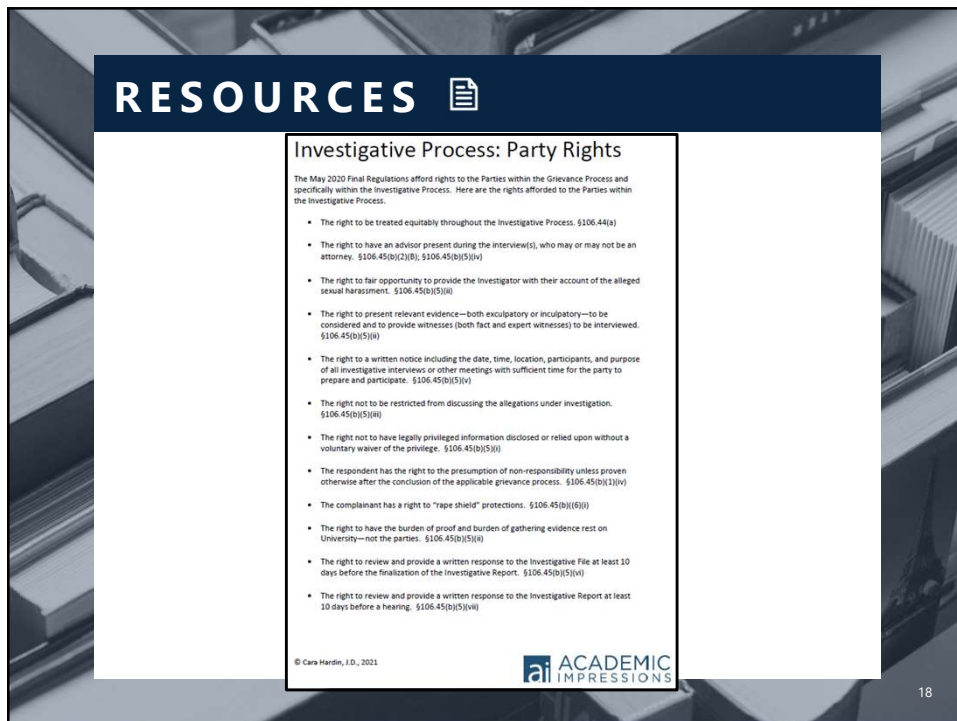 RESOURCES
Investigative Process: Party Rights
The May 2020 Final Regulations afford rights to the Parties within the Grievance Process and
specifically within the Investigative Process. Here are the rights afforded to the Parties within
the Investigative Process.
• The right to be treated equitably throughout the Investigative Process. §106.44(a)
• The right to have an advisor present during the interview(s), who may or may not be an
attorney. §106.45(b)(2)(B); §106.45(b)(5)(iv)
• The right to fair opportunity to provide the Investigator with their account of the alleged
sexual harassment. §106.45(b)(5)(ii)
• The right to present relevant evidence—both exculpatory or inculpatory—to be
considered and to provide witnesses (both fact and expert witnesses) to be interviewed.
§106.45(b)(5)(ii)
• The right to a written notice including the date, time, location, participants, and purpose
of all investigative interviews or other meetings with sufficient time for the party to
prepare and participate. §106.45(b)(5)(v)
• The right not to be restricted from discussing the allegations under investigation.
§106.45(b)(5)(iii)
• The right not to have legally privileged information disclosed or relied upon without a
voluntary waiver of the privilege. §106.45(b)(5)(i)
• The respondent has the right to the presumption of non-responsibility unless proven
otherwise after the conclusion of the applicable grievance process. §106.45(b)(1)(iv)
• The complainant has a right to "rape shield" protections. §106.45(b)((6)(i)
• The right to have the burden of proof and burden of gathering evidence rest on
University—not the parties. §106.45(b)(5)(ii)
• The right to review and provide a written response to the Investigative File at least 10
days before the finalization of the Investigative Report. §106.45(b)(5)(vi)
• The right to review and provide a written response to the Investigative Report at least
10 days before a hearing. §106.45(b)(5)(vii)
© Cara Hardin, J.D., 2021
ai ACADEMIC
IMPRESSIONS
18